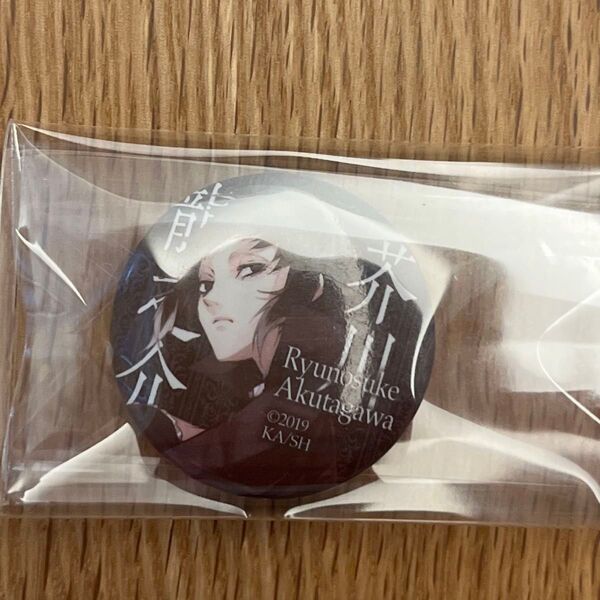 芥川
龍之介
Ryunosuke
Akutagawa
©2019
KA/SH